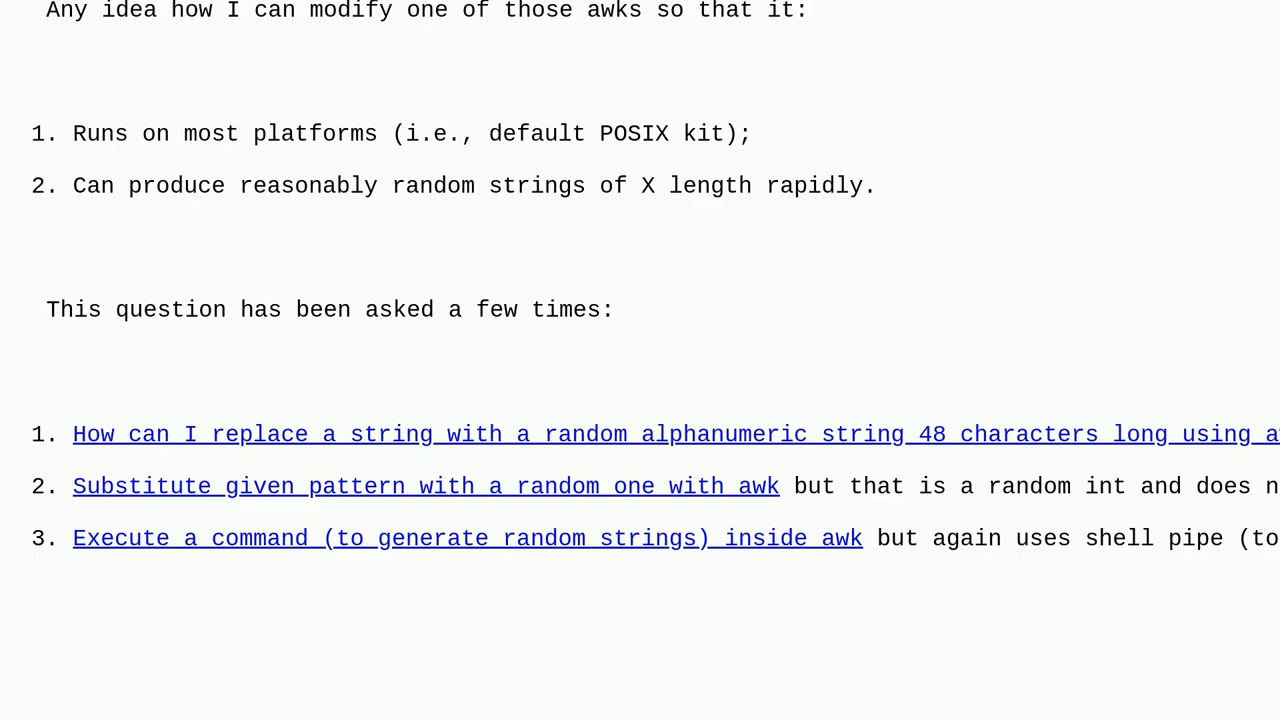 Any idea how I can modify one of those awks so that it:
1. Runs on most platforms (i.e., default POSIX kit);
2. Can produce reasonably random strings of X length rapidly.
This question has been asked a few times:
1. How can I replace a string with a random alphanumeric string 48 characters long using
2. Substitute given pattern with a random one with awk but that is a random int and does
3. Execute a command (to generate random strings) inside awk but again uses shell pipe (to